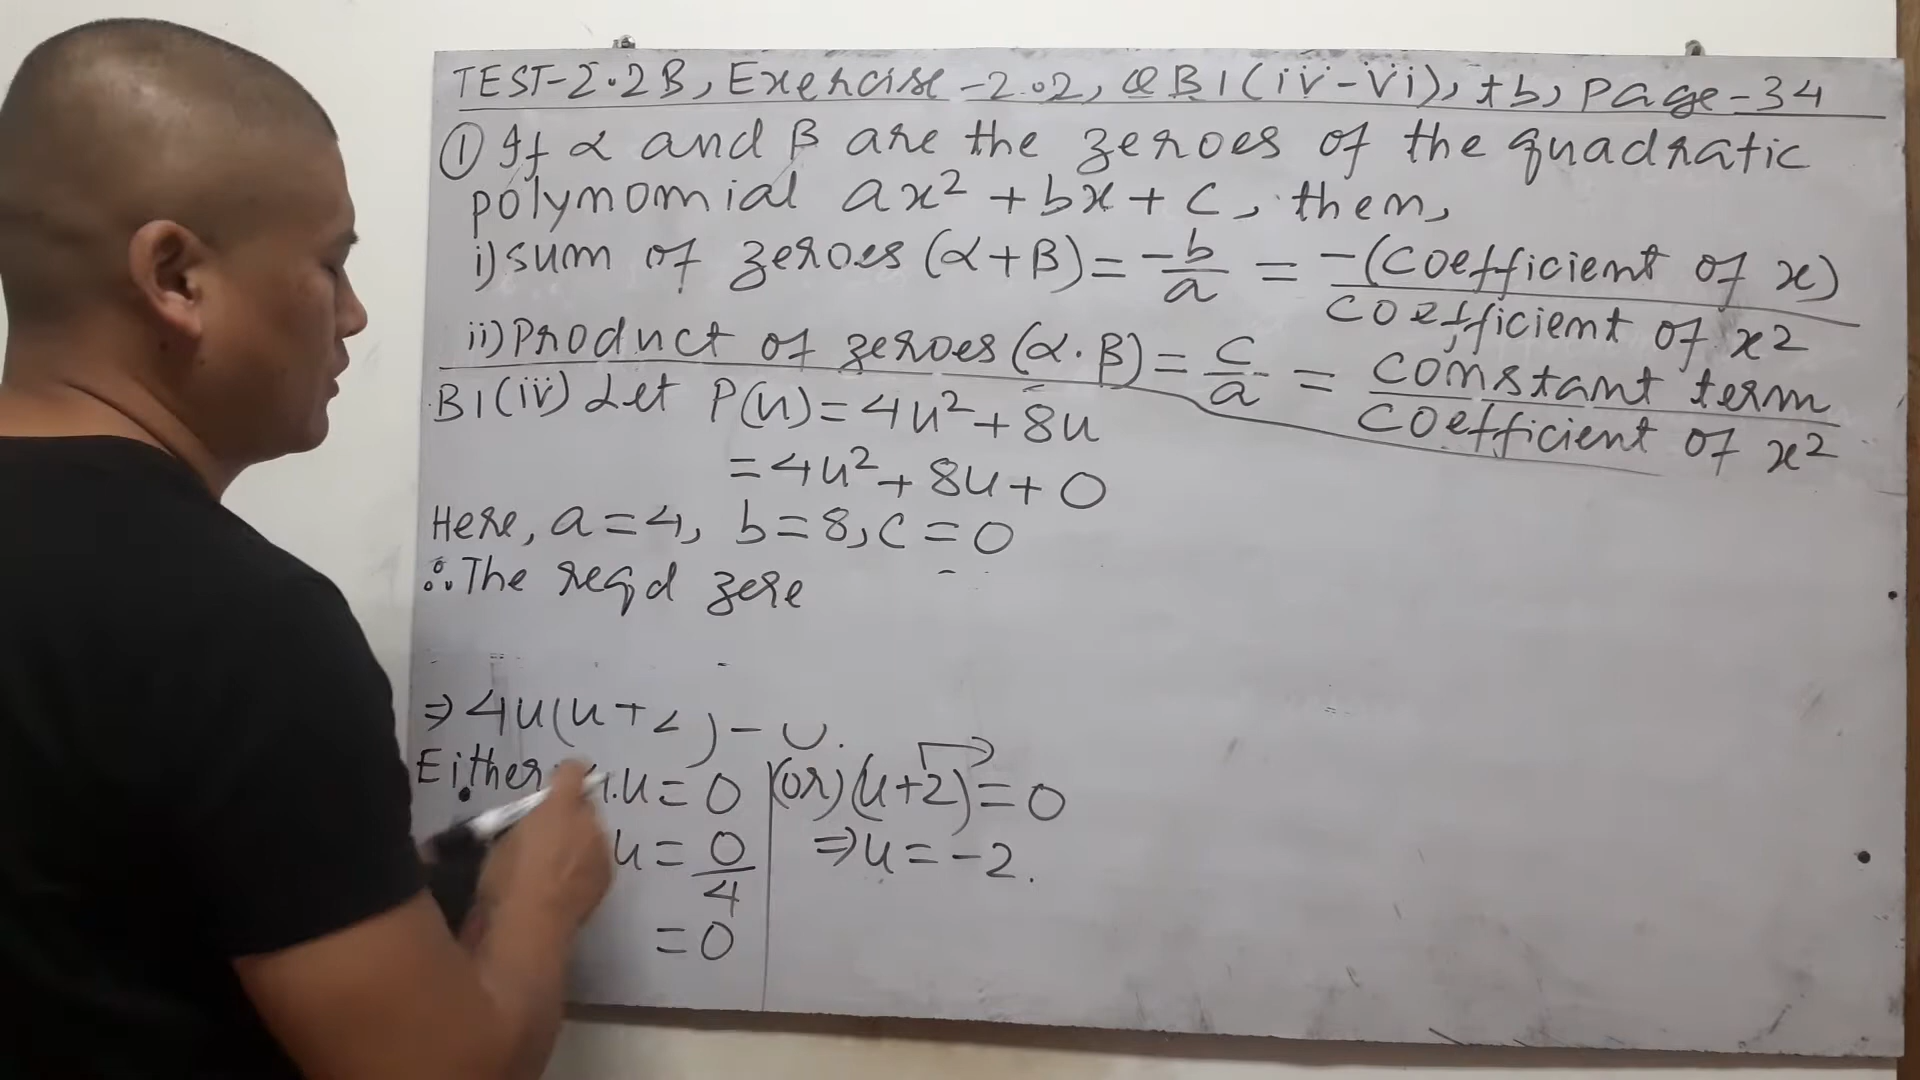 TEST-2.2B, Exercise-2.2, QB1(iv-vi), tb, Page-34
① If α and β are the zeroes of the quadratic
polynomial ax² + bx + c, then,
i) sum of zeroes (α+β) = -b/a = -(coefficient of x)/coefficient of x²
ii) Product of zeroes (α.β) = c/a = constant term/coefficient of x²
B1(iv) Let P(u) = 4u² + 8u
= 4u² + 8u + 0
Here, a = 4, b = 8, c = 0
∴ The reqd zere
⇒ 4u(u+2) = 0.
Either 4u = 0 (or) (u+2) = 0
u = 0/4 ⇒ u = -2.
= 0